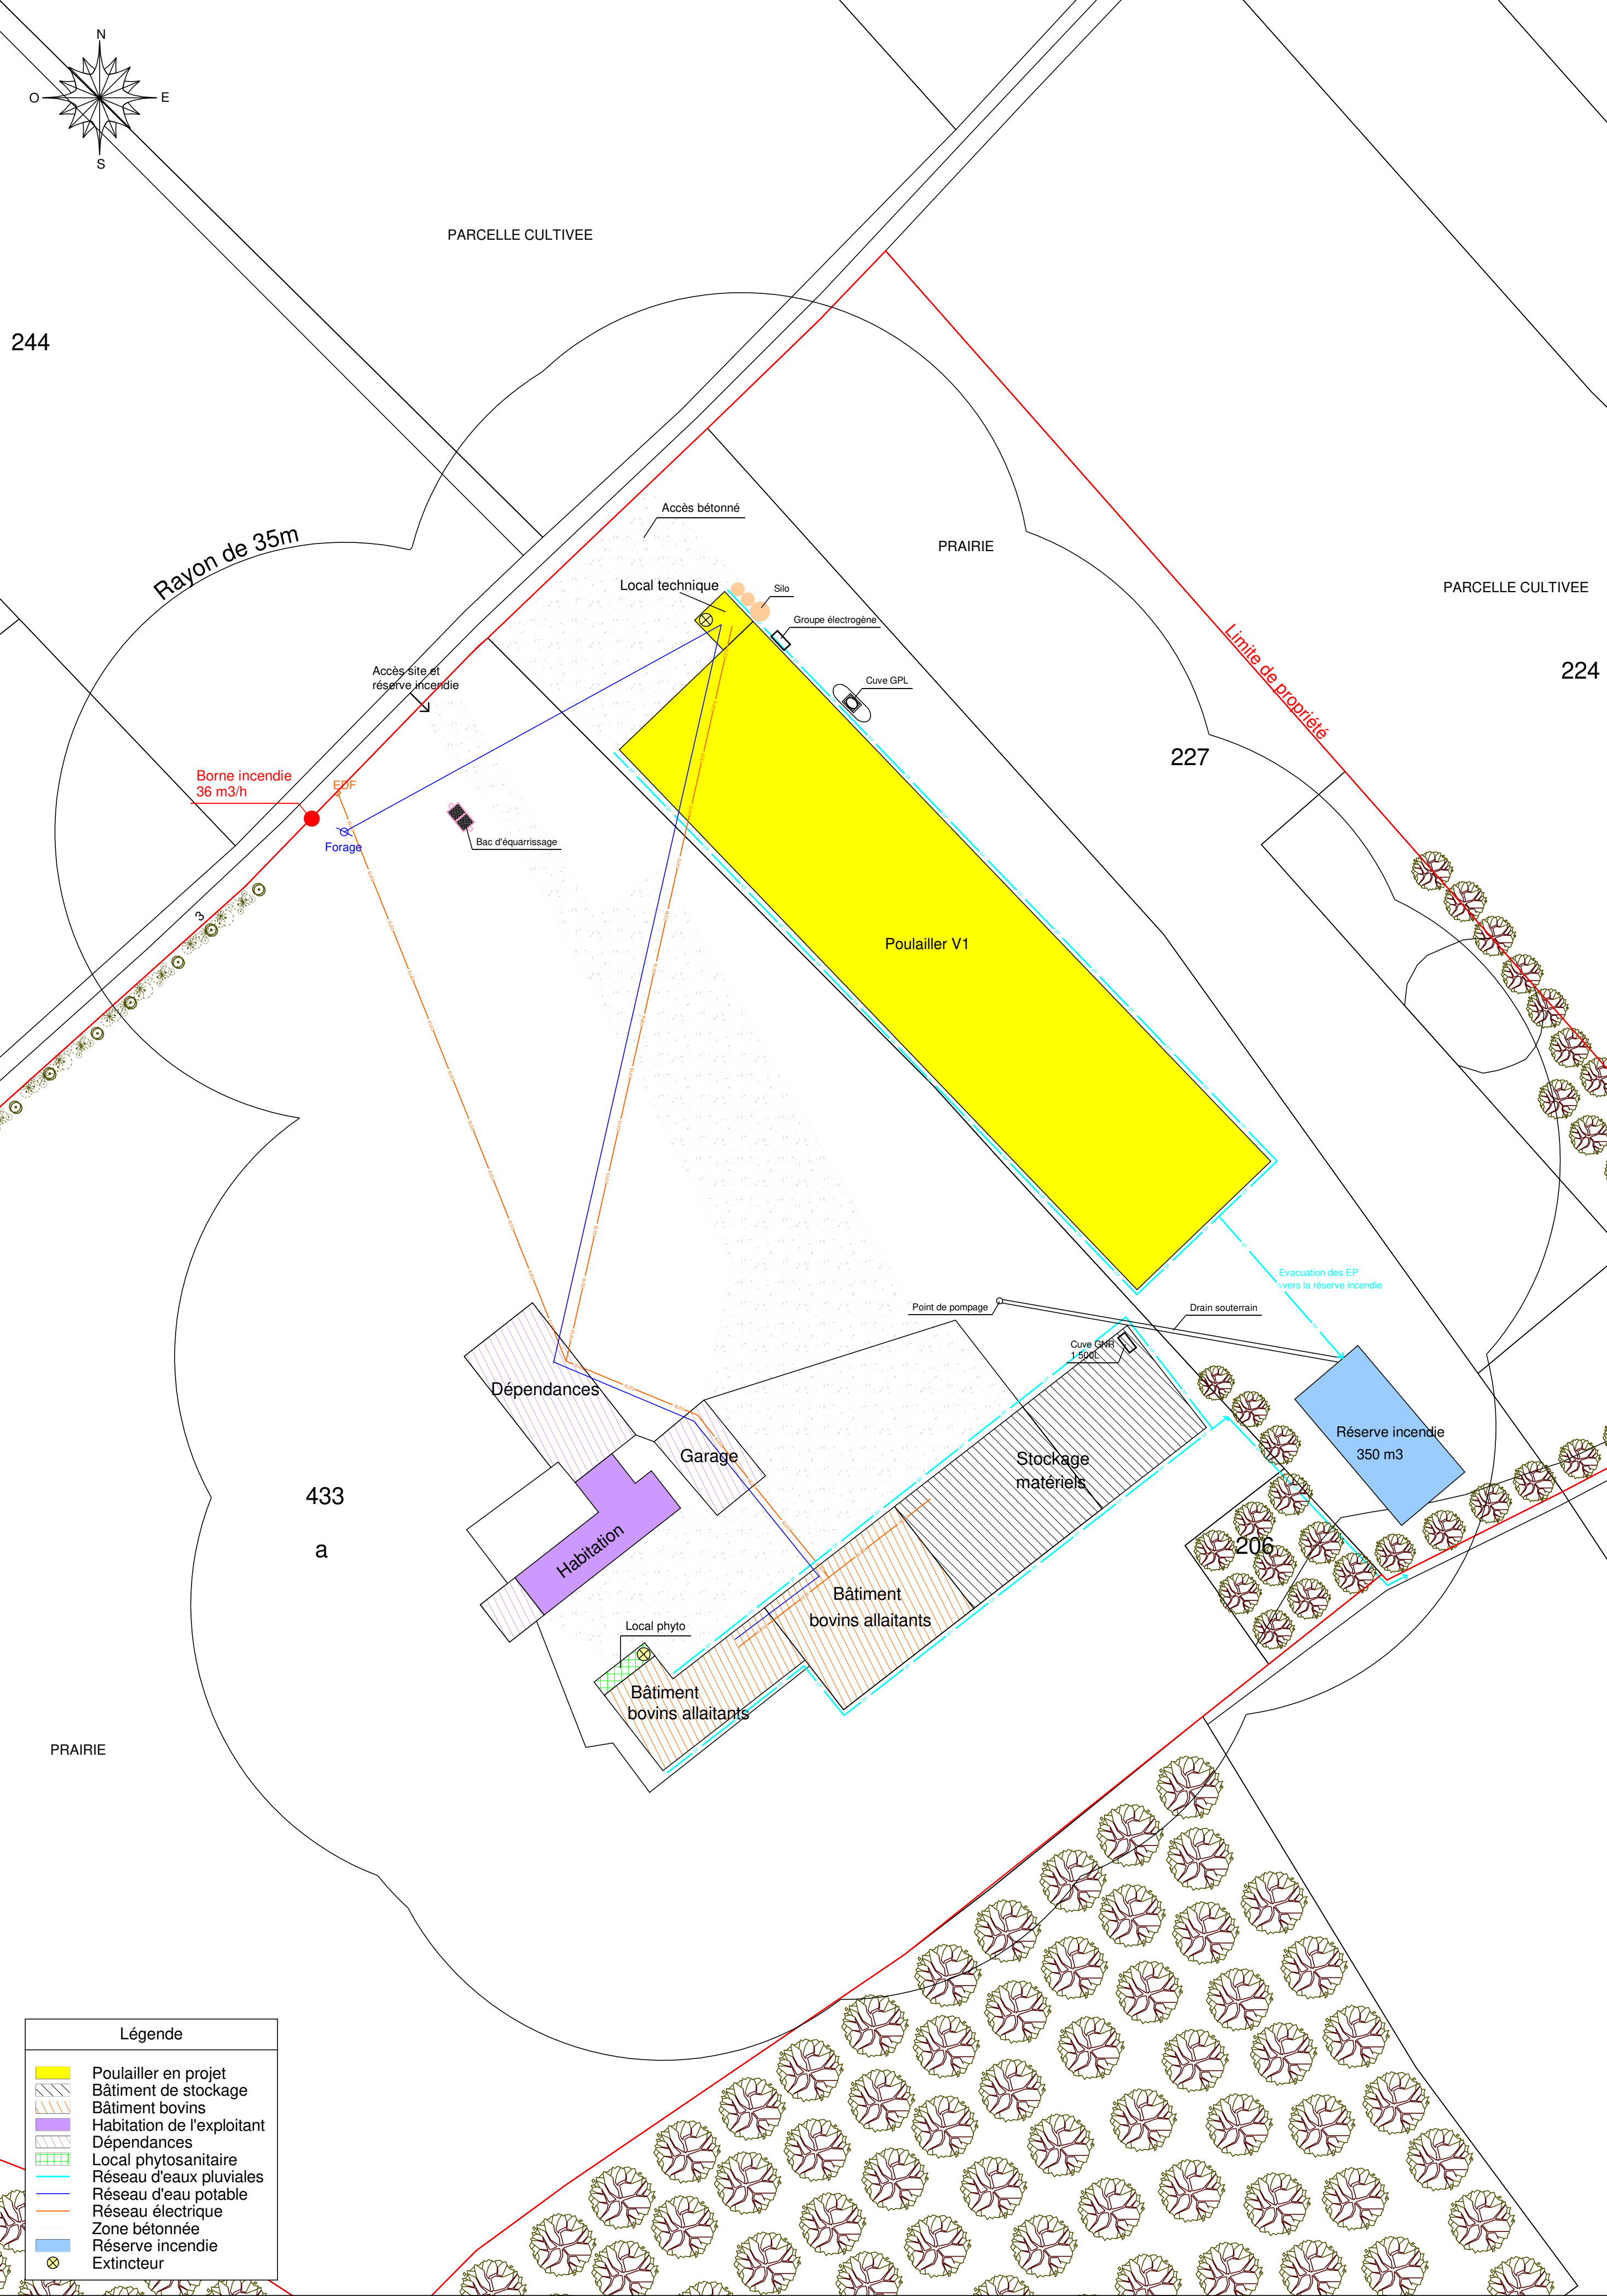 N
O
E
S
PARCELLE CULTIVEE
244
Rayon de 35m
Accès bétonné
PRAIRIE
Local technique
Silo
PARCELLE CULTIVEE
Groupe électrogène
Limite de propriété
Accès site et
réserve incendie
Cuve GPL
224
227
Borne incendie
36 m3/h
EDF
Forage
Bac d'équarrissage
3
Poulailler V1
Evacuation des EP
vers la réserve incendie
Point de pompage
Drain souterrain
Cuve GNR
1 500L
Dépendances
Réserve incendie
350 m3
Garage
Stockage
matériels
433
a
Habitation
206
Bâtiment
bovins allaitants
Local phyto
Bâtiment
bovins allaitants
PRAIRIE
Légende
Poulailler en projet
Bâtiment de stockage
Bâtiment bovins
Habitation de l'exploitant
Dépendances
Local phytosanitaire
Réseau d'eaux pluviales
Réseau d'eau potable
Réseau électrique
Zone bétonnée
Réserve incendie
Extincteur